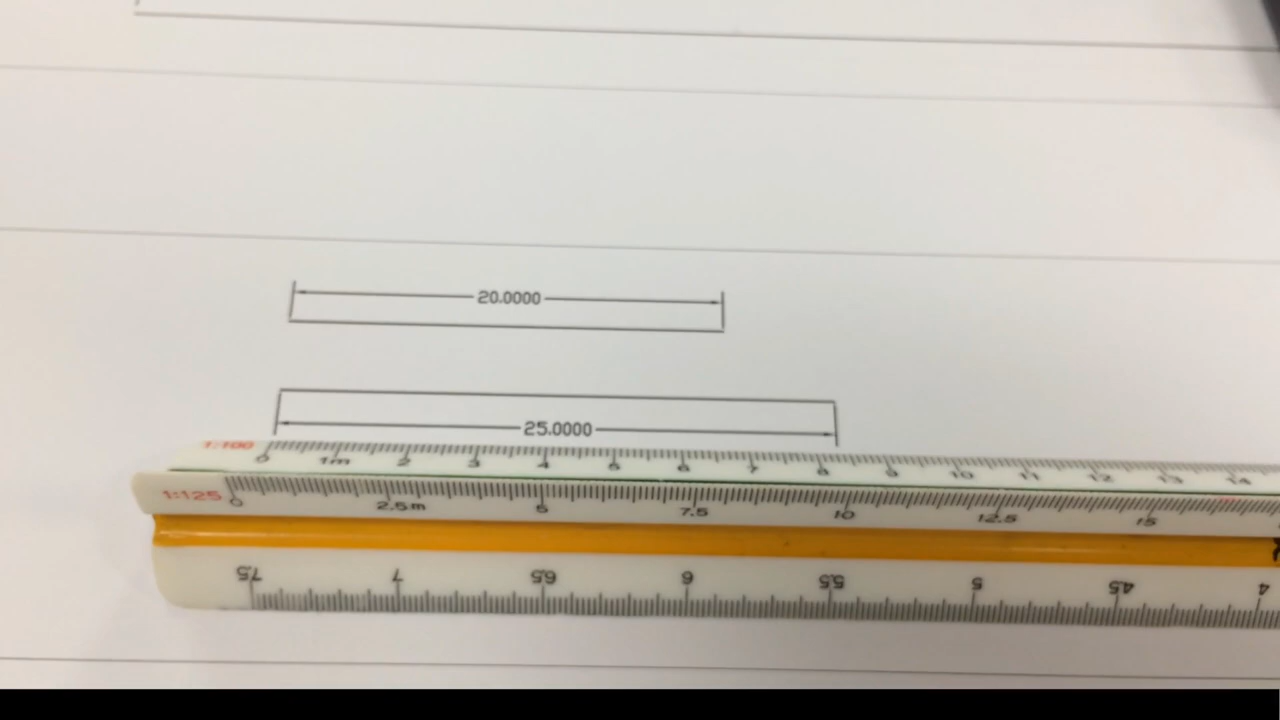 20.0000
25.0000
1:100
0 1m 2 3 4 5 6 7 8 9 10 11 12 13 14
1:125
0 2.5m 5 7.5 10 12.5 15
7.5 7 6.5 6 5.5 5 4.5 4